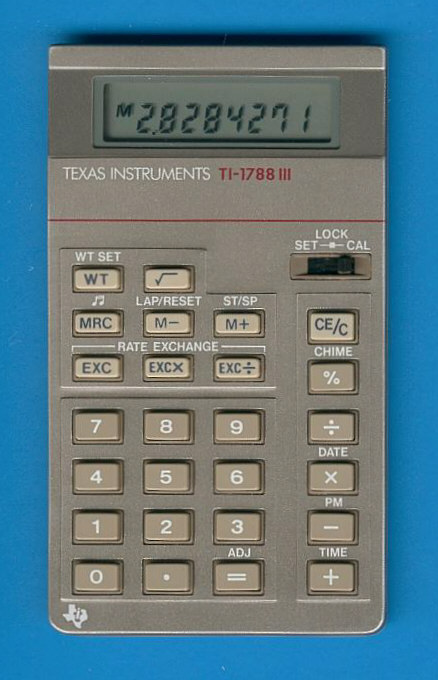 M 2.8284271
TEXAS INSTRUMENTS TI-1788 III
LOCK
SET CAL
WT SET
WT √
♫ LAP/RESET ST/SP
MRC M− M+ CE/C
RATE EXCHANGE CHIME
EXC EXC× EXC÷ %
7 8 9 ÷
DATE
4 5 6 ×
PM
1 2 3 −
ADJ TIME
0 · = +